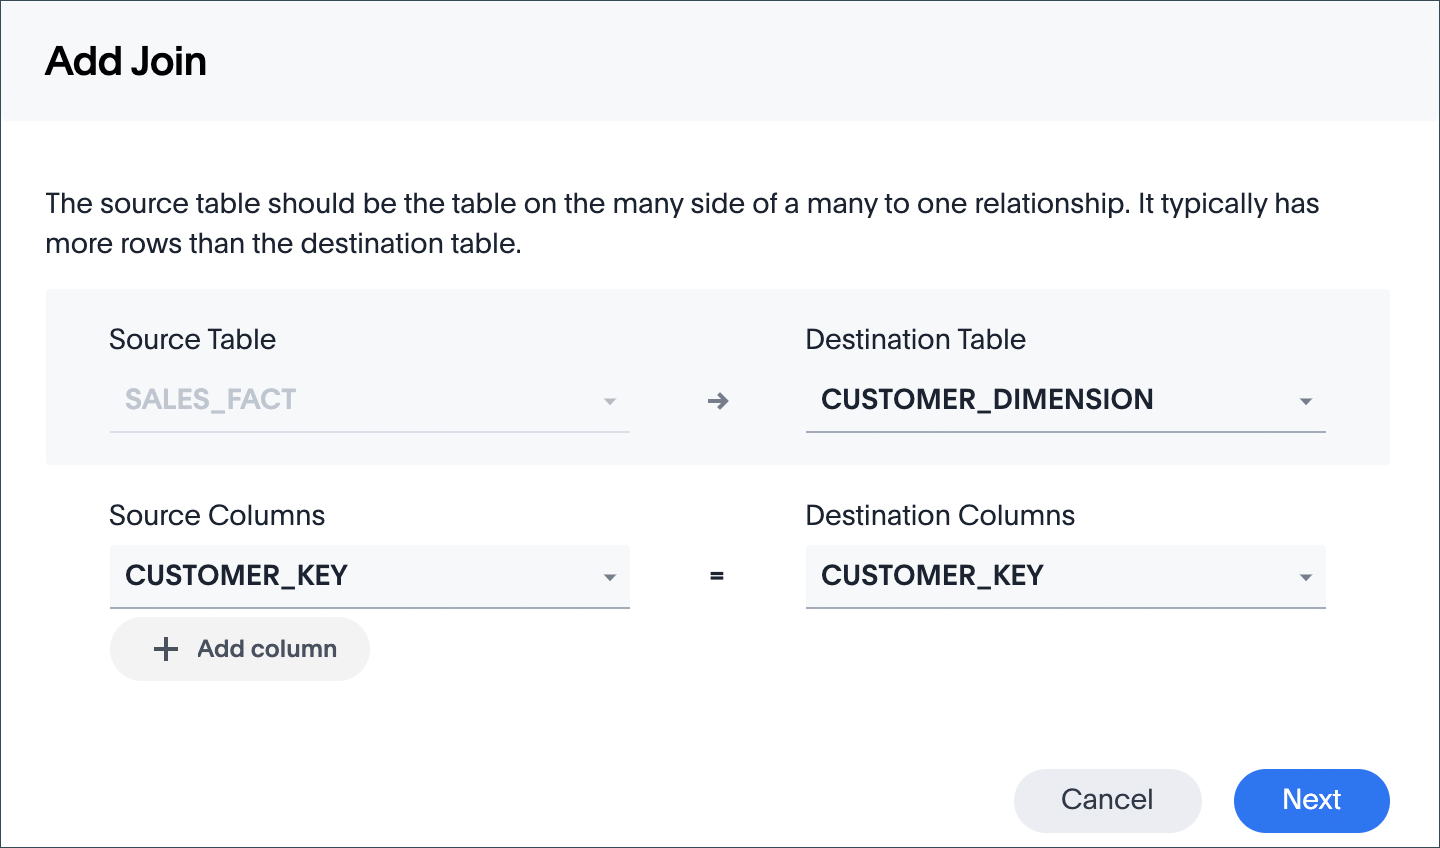 Add Join
The source table should be the table on the many side of a many to one relationship. It typically has
more rows than the destination table.
Source Table
Destination Table
SALES_FACT
CUSTOMER_DIMENSION
Source Columns
Destination Columns
CUSTOMER_KEY
=
CUSTOMER_KEY
+ Add column
Cancel
Next